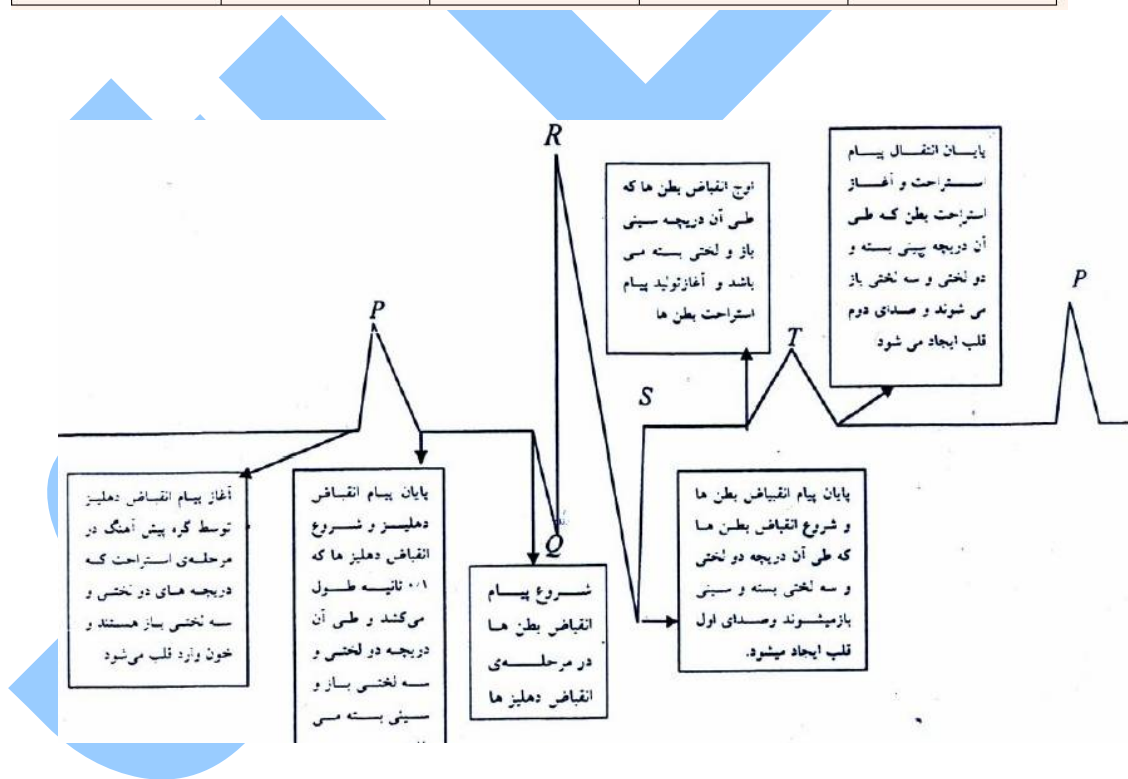 R
پایان انتقال پیام
استراحت و آغاز
استراحت بطن که طی
آن دریچه سینی بسته و
دو لختی و سه لختی باز
می شوند و صدای دوم
قلب ایجاد می شود
اوج انقباض بطن ها که
طی آن دریچه سینی
باز و لختی بسته می
باشد و آغازتولید پیام
استراحت بطن ها
P
P
T
S
Q
آغاز پیام انقباض دهلیز
توسط گره پیش آهنگ در
مرحله‌ی استراحت که
دریچه های دو لختی و
سه لختی باز هستند و
خون وارد قلب می‌شود
پایان پیام انقباض
دهلیز و شروع
انقباض دهلیز ها که
۰/۱ ثانیه طول
می‌کشد و طی آن
دریچه دو لختی و
سه لختی باز و
سینی بسته می
شروع پیام
انقباض بطن ها
در مرحله‌ی
انقباض دهلیز ها
پایان پیام انقباض بطن ها
و شروع انقباض بطن ها
که طی آن دریچه دو لختی
و سه لختی بسته و سینی
بازمیشوند وصدای اول
قلب ایجاد میشود.